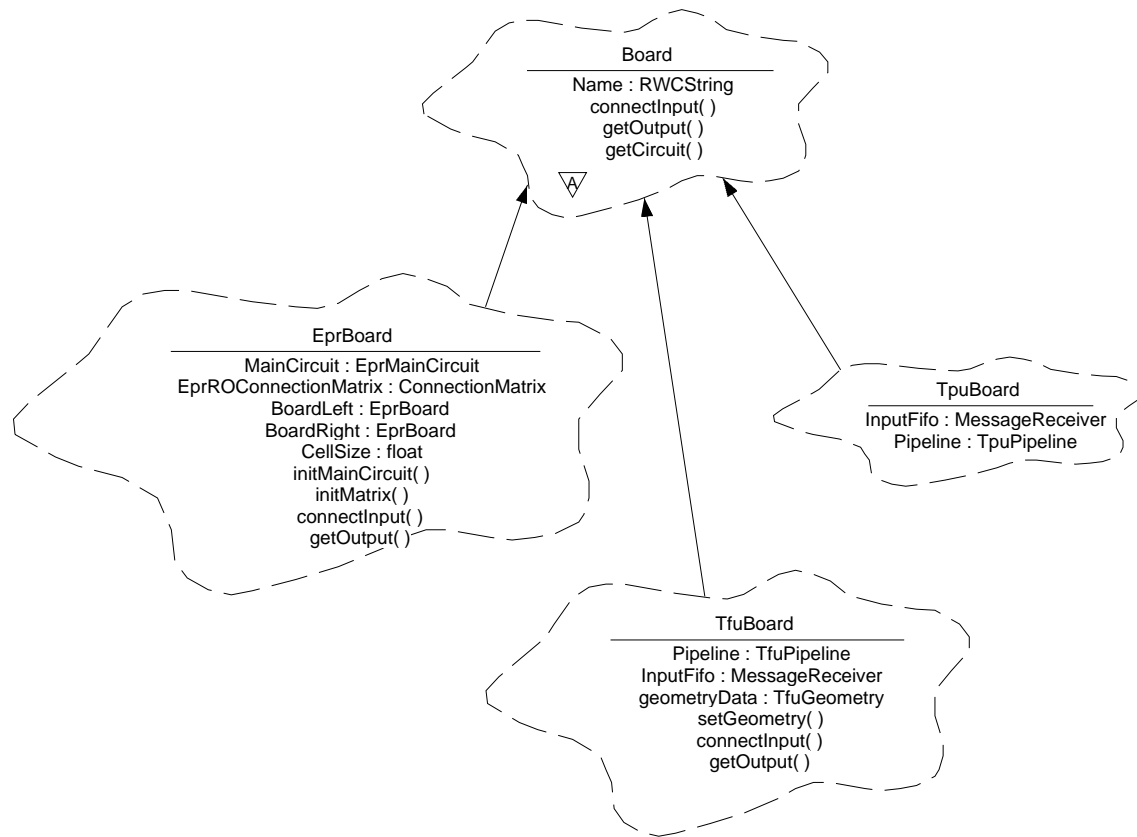 Board
Name : RWCString
connectInput( )
getOutput( )
getCircuit( )
A
EprBoard
MainCircuit : EprMainCircuit
EprROConnectionMatrix : ConnectionMatrix
BoardLeft : EprBoard
BoardRight : EprBoard
CellSize : float
initMainCircuit( )
initMatrix( )
connectInput( )
getOutput( )
TpuBoard
InputFifo : MessageReceiver
Pipeline : TpuPipeline
TfuBoard
Pipeline : TfuPipeline
InputFifo : MessageReceiver
geometryData : TfuGeometry
setGeometry( )
connectInput( )
getOutput( )